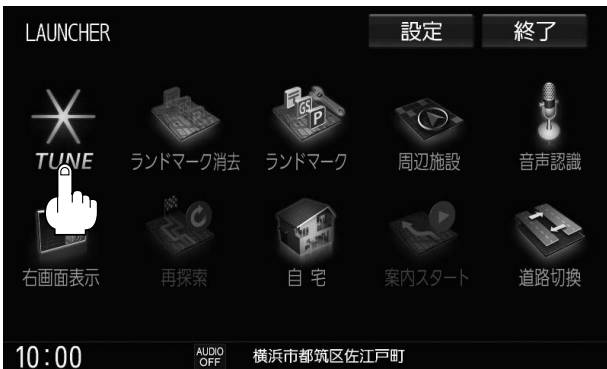 LAUNCHER 設定 終了
TUNE ランドマーク消去 ランドマーク 周辺施設 音声認識
GS
P
右画面表示 再探索 自宅 案内スタート 道路切換
10:00 AUDIO OFF 横浜市都筑区佐江戸町